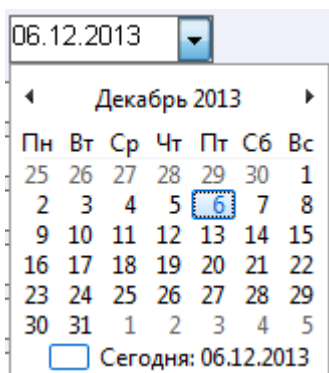 06.12.2013
Декабрь 2013
Пн Вт Ср Чт Пт Сб Вс
25 26 27 28 29 30 1
2 3 4 5 6 7 8
9 10 11 12 13 14 15
16 17 18 19 20 21 22
23 24 25 26 27 28 29
30 31 1 2 3 4 5
Сегодня: 06.12.2013